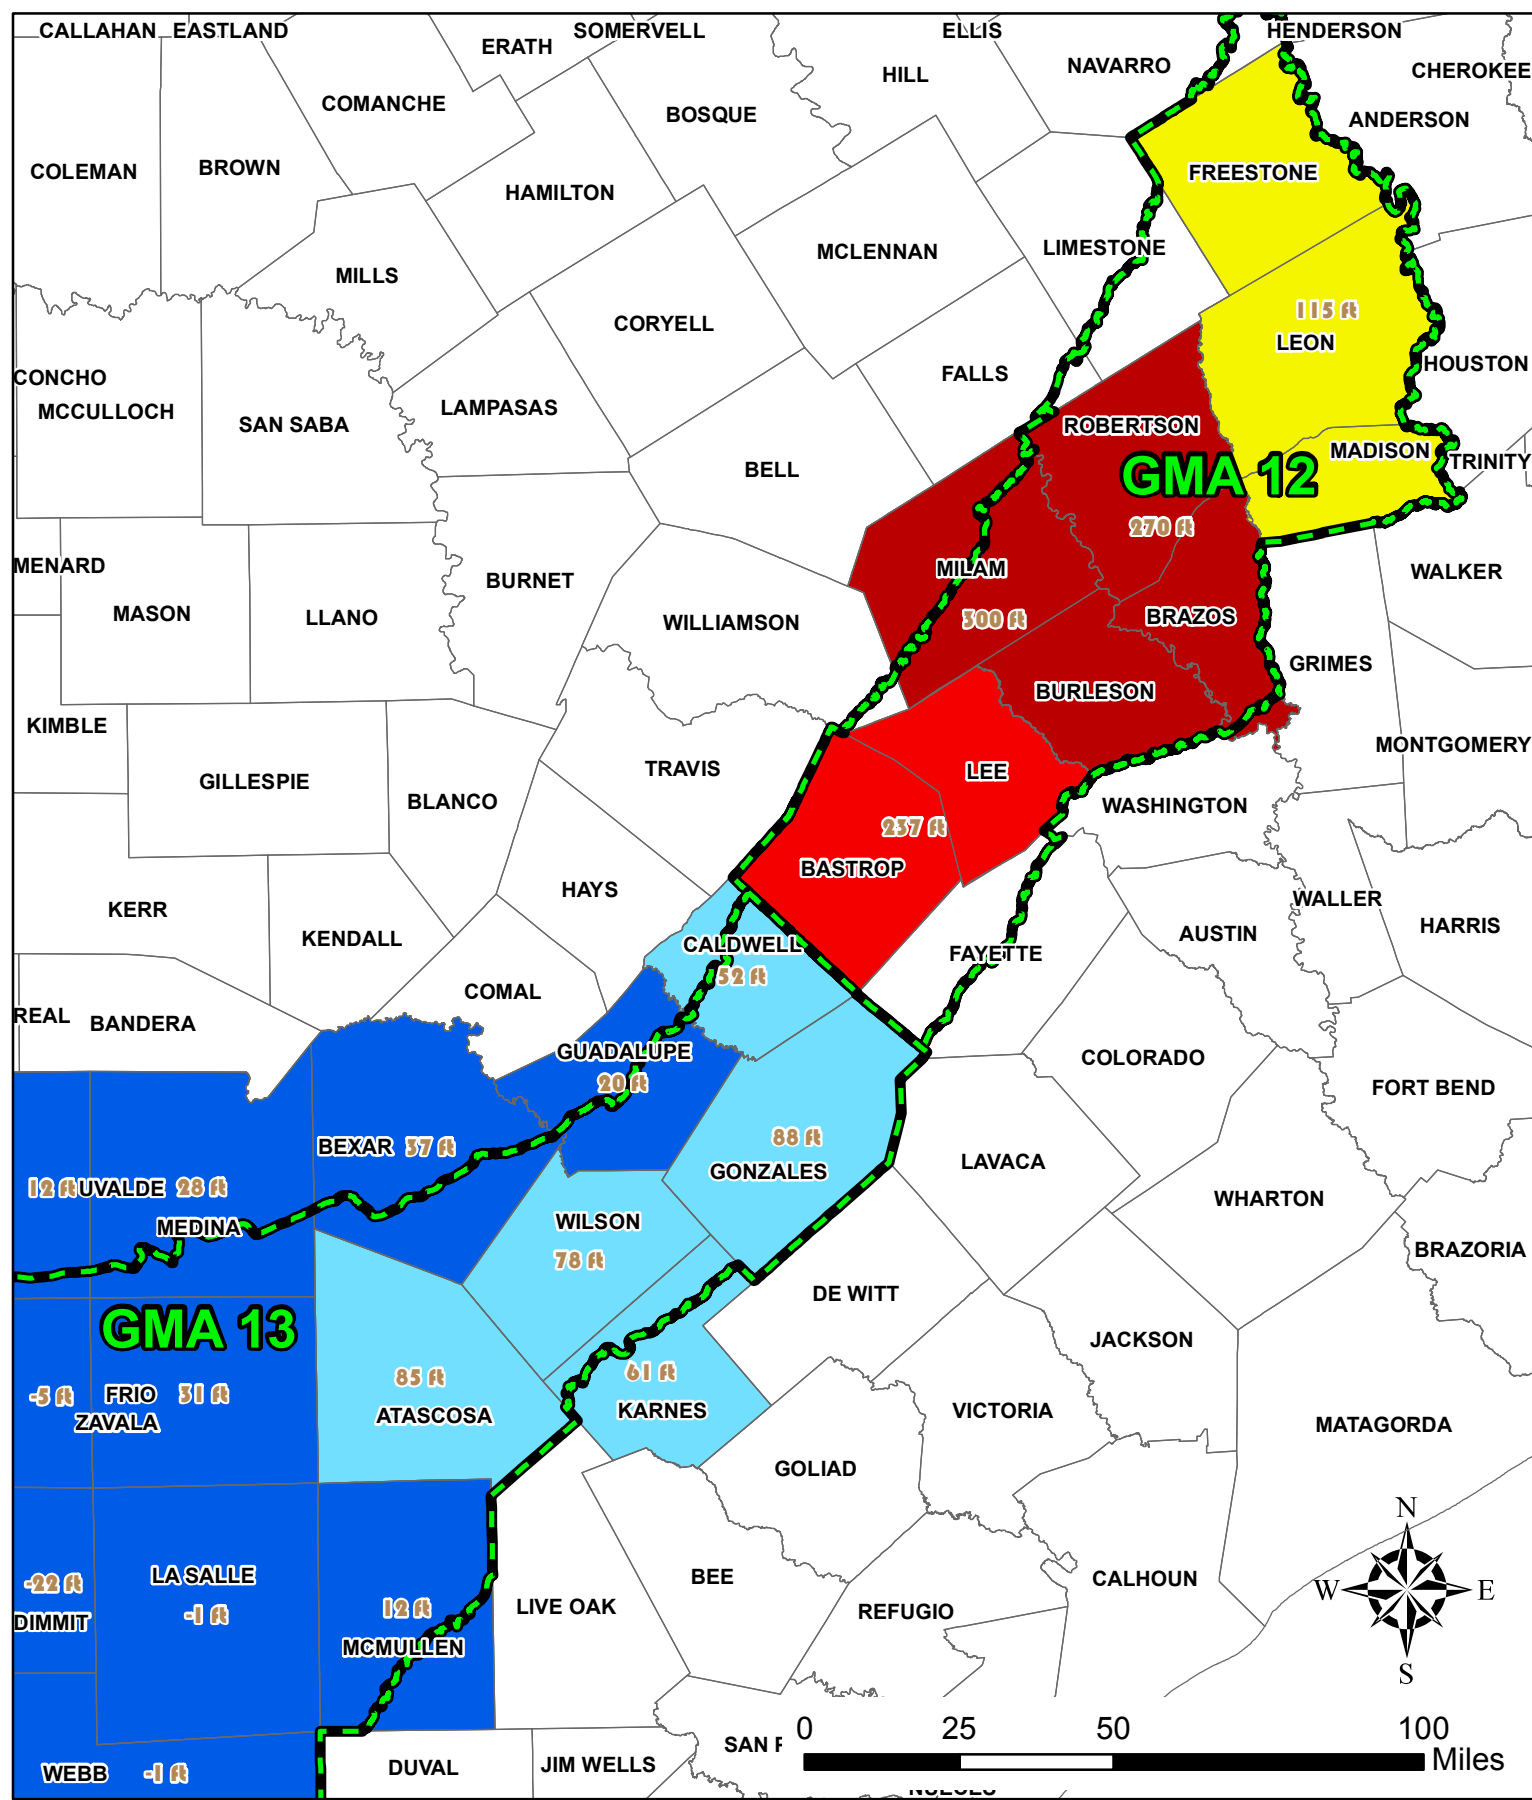 CALLAHAN EASTLAND SOMERVELL ELLIS HENDERSON
ERATH
NAVARRO
HILL
CHEROKEE
COMANCHE
BOSQUE
ANDERSON
COLEMAN
BROWN
FREESTONE
HAMILTON
MCLENNAN
LIMESTONE
MILLS
115 ft
CORYELL
LEON
CONCHO
FALLS
HOUSTON
MCCULLOCH
LAMPASAS
SAN SABA
ROBERTSON
MADISON
BELL
TRINITY
GMA 12
270 ft
MENARD
MILAM
WALKER
BURNET
MASON
LLANO
WILLIAMSON
300 ft
BRAZOS
GRIMES
BURLESON
KIMBLE
MONTGOMERY
TRAVIS
LEE
GILLESPIE
BLANCO
WASHINGTON
237 ft
BASTROP
HAYS
WALLER
KERR
HARRIS
AUSTIN
KENDALL
CALDWELL
FAYETTE
52 ft
COMAL
REAL
BANDERA
GUADALUPE
COLORADO
20 ft
FORT BEND
88 ft
BEXAR 37 ft
LAVACA
GONZALES
12 ft UVALDE 28 ft
WHARTON
WILSON
MEDINA
BRAZORIA
78 ft
DE WITT
GMA 13
JACKSON
61 ft
85 ft
-5 ft FRIO 31 ft
KARNES
VICTORIA
ATASCOSA
ZAVALA
MATAGORDA
GOLIAD
N
LA SALLE
BEE
CALHOUN
-22 ft
W E
LIVE OAK
12 ft
REFUGIO
-1 ft
DIMMIT
MCMULLEN
S
0 25 50 100
SAN P
Miles
JIM WELLS
DUVAL
WEBB -1 ft